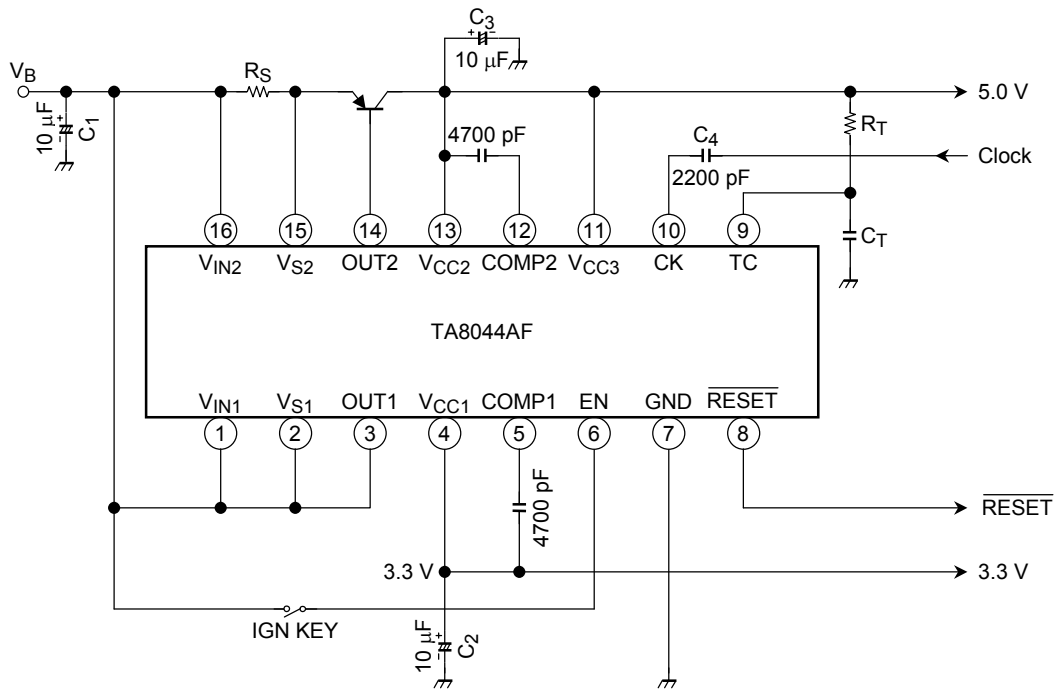 C3
+ -
10 μF
VB
RS
5.0 V
10 μF
+
-
C1
4700 pF
C4
2200 pF
RT
Clock
CT
16 15 14 13 12 11 10 9
VIN2 VS2 OUT2 VCC2 COMP2 VCC3 CK TC
TA8044AF
VIN1 VS1 OUT1 VCC1 COMP1 EN GND RESET
1 2 3 4 5 6 7 8
4700 pF
RESET
3.3 V
3.3 V
IGN KEY
10 μF
+
-
C2